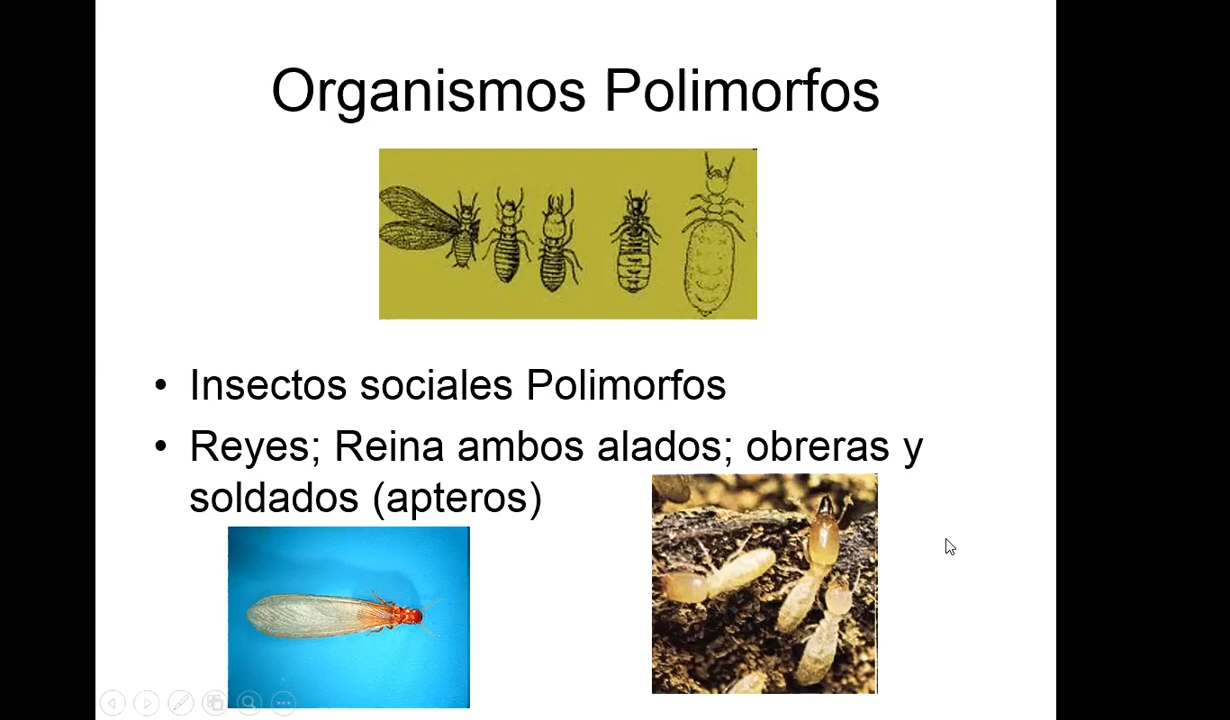 Organismos Polimorfos
• Insectos sociales Polimorfos
• Reyes; Reina ambos alados; obreras y
soldados (apteros)